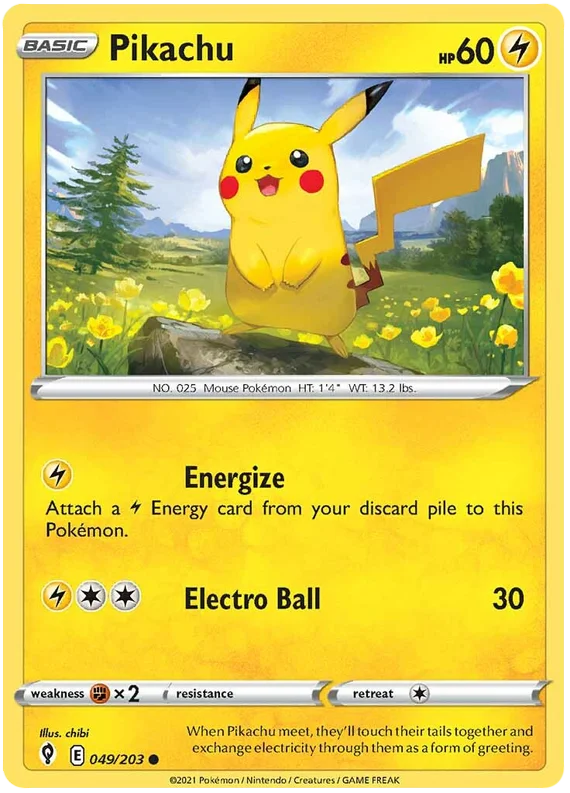 BASIC Pikachu HP60
NO. 025 Mouse Pokémon HT: 1'4" WT: 13.2 lbs.
Energize
Attach a Energy card from your discard pile to this
Pokémon.
Electro Ball 30
weakness ×2 resistance retreat
Illus. chibi
When Pikachu meet, they'll touch their tails together and
exchange electricity through them as a form of greeting.
E 049/203
©2021 Pokémon / Nintendo / Creatures / GAME FREAK